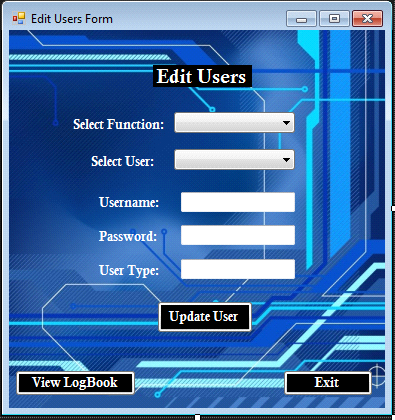 Edit Users Form
Edit Users
Select Function:
Select User:
Username:
Password:
User Type:
Update User
View LogBook
Exit